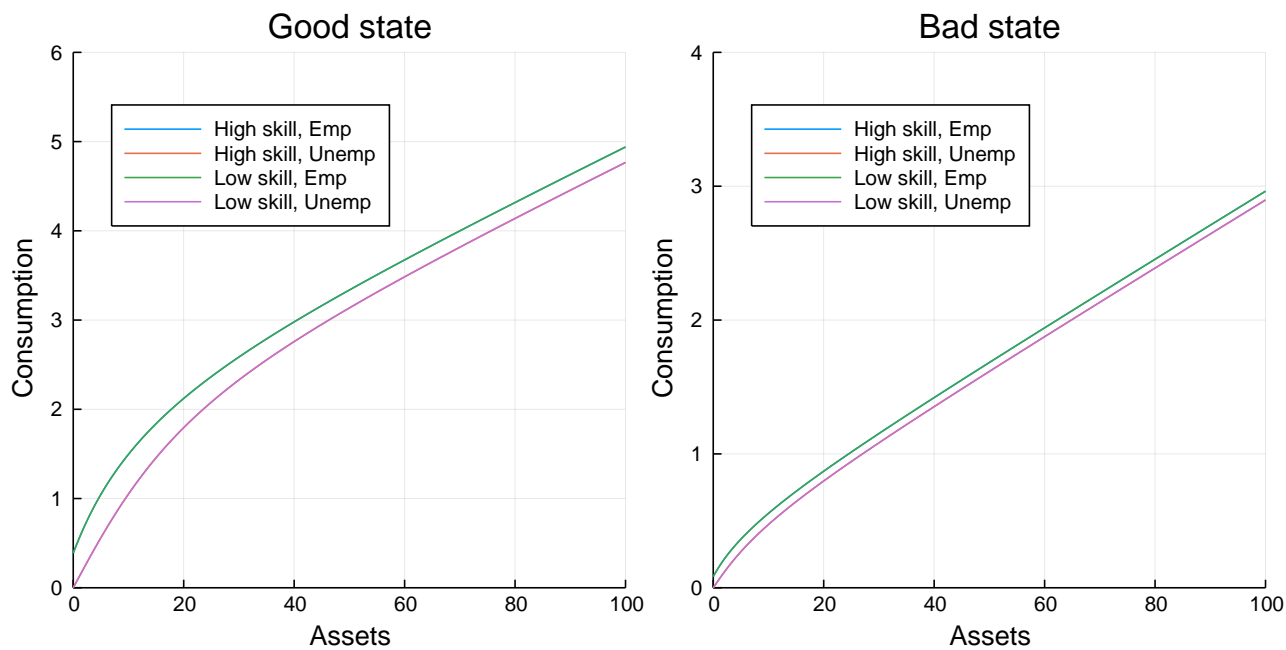 Good state
6
5
4
3
2
1
0
Consumption
High skill, Emp
High skill, Unemp
Low skill, Emp
Low skill, Unemp
0 20 40 60 80 100
Assets
Bad state
4
3
2
1
0
Consumption
High skill, Emp
High skill, Unemp
Low skill, Emp
Low skill, Unemp
0 20 40 60 80 100
Assets